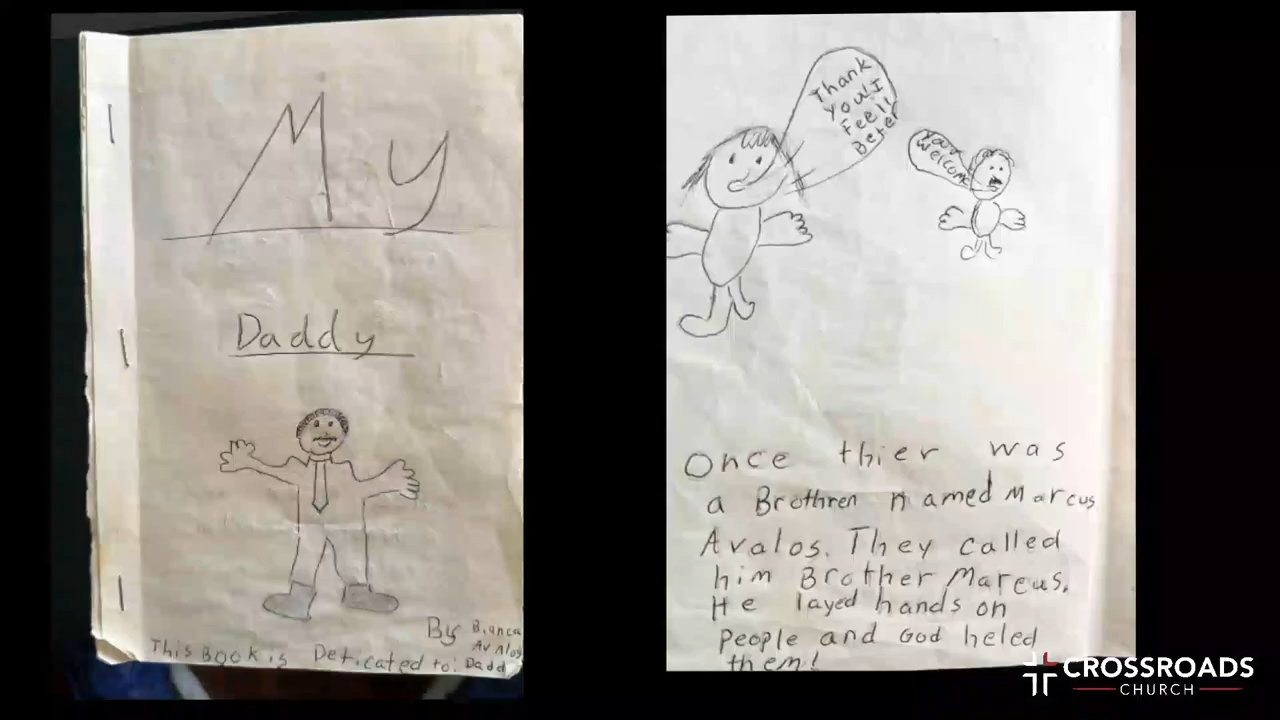 My
Daddy
By Bianca
Avalos
This Book is Deticated to: Dadd
Thank
you! I
Feell
Beter
Your
Welcome
Once thier was
a Brothren named Marcus
Avalos. They called
him Brother Marcus.
He layed hands on
People and God heled
them!
CROSSROADS
CHURCH